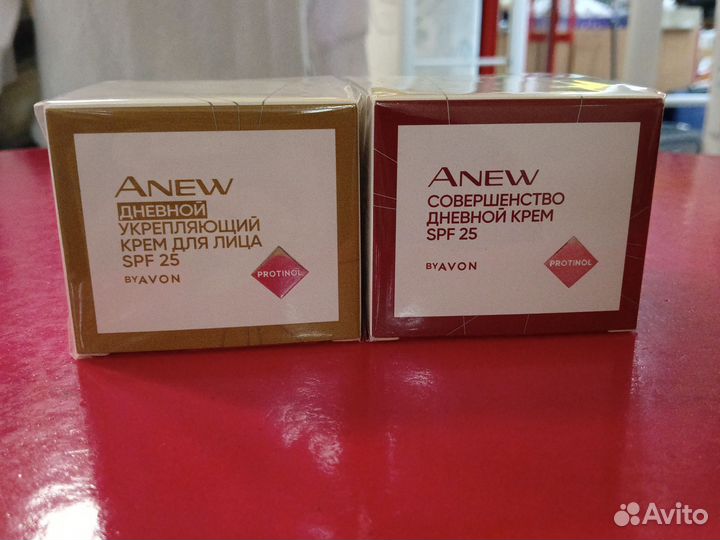 ANEW
ДНЕВНОЙ
УКРЕПЛЯЮЩИЙ
КРЕМ ДЛЯ ЛИЦА
SPF 25
BY AVON
PROTINOL
ANEW
СОВЕРШЕНСТВО
ДНЕВНОЙ КРЕМ
SPF 25
BY AVON
PROTINOL
Avito